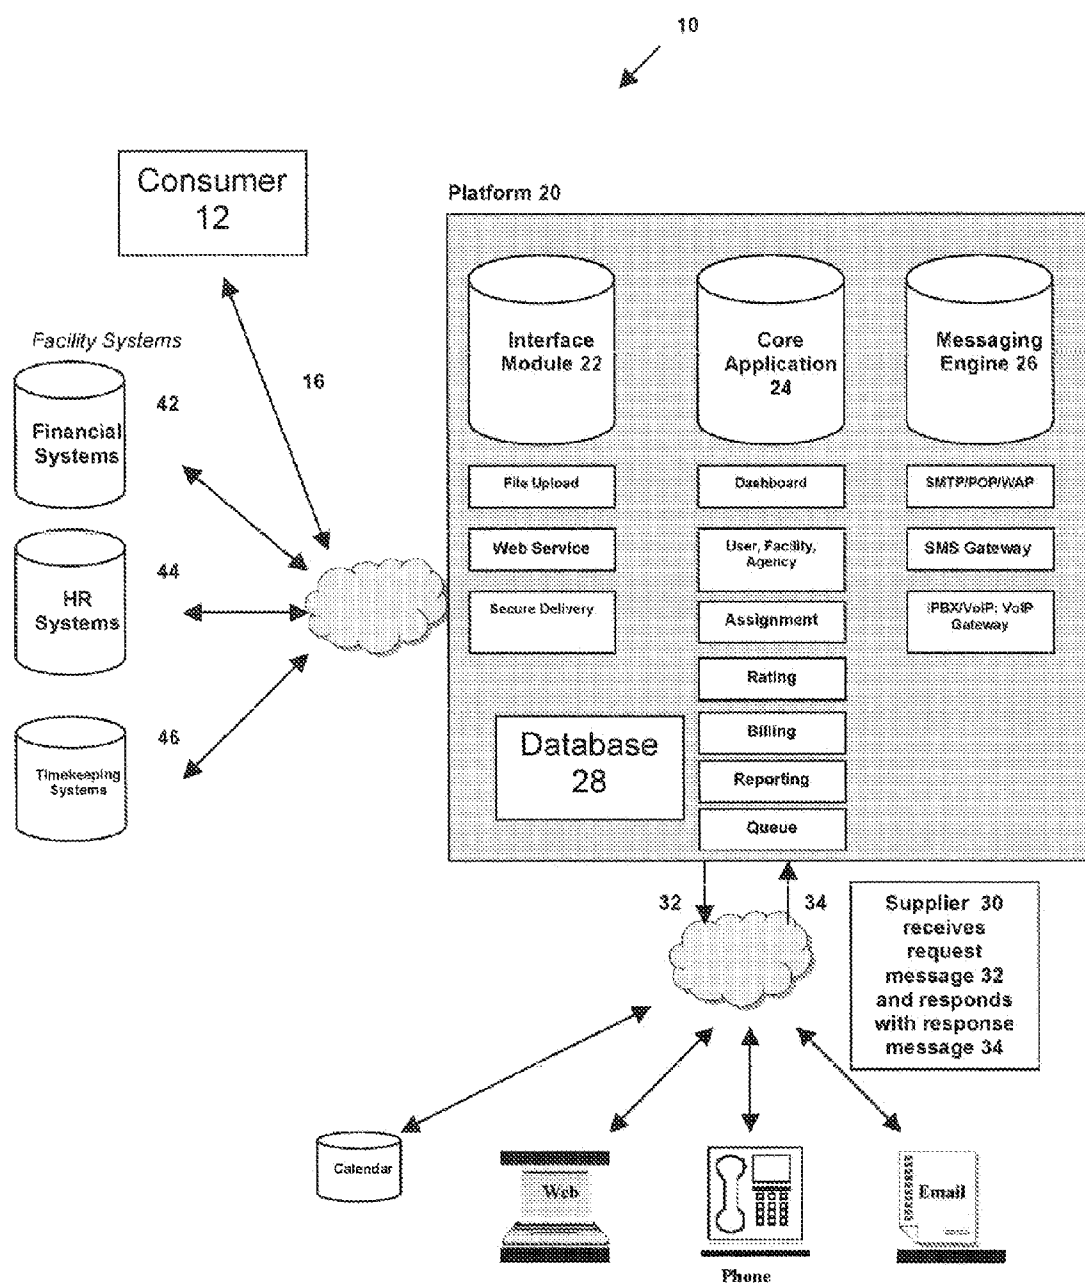 10
Consumer
12
Platform 20
Facility Systems
16
42
Financial
Systems
44
HR
Systems
46
Timekeeping
Systems
Interface
Module 22
Core
Application
24
Messaging
Engine 26
File Upload
Web Service
Secure Delivery
Dashboard
User, Facility,
Agency
Assignment
Rating
Billing
Reporting
Queue
SMTP/POP/WAP
SMS Gateway
IPBX/VoIP; VoIP
Gateway
Database
28
32
34
Supplier 30
receives
request
message 32
and responds
with response
message 34
Calendar
Web
Phone
Email